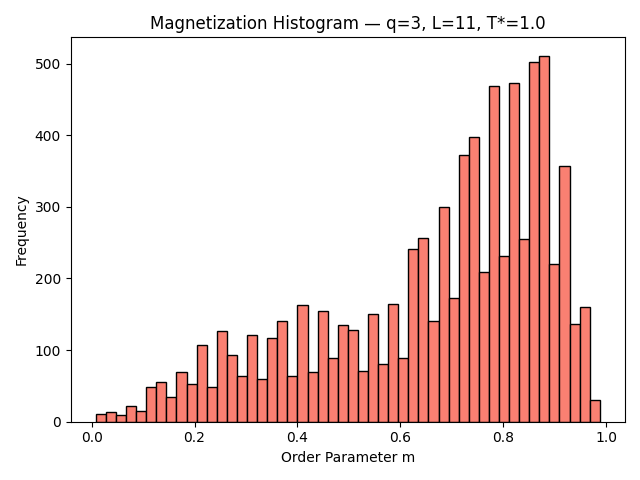 Magnetization Histogram — q=3, L=11, T*=1.0
Frequency
500
400
300
200
100
0
0.0 0.2 0.4 0.6 0.8 1.0
Order Parameter m